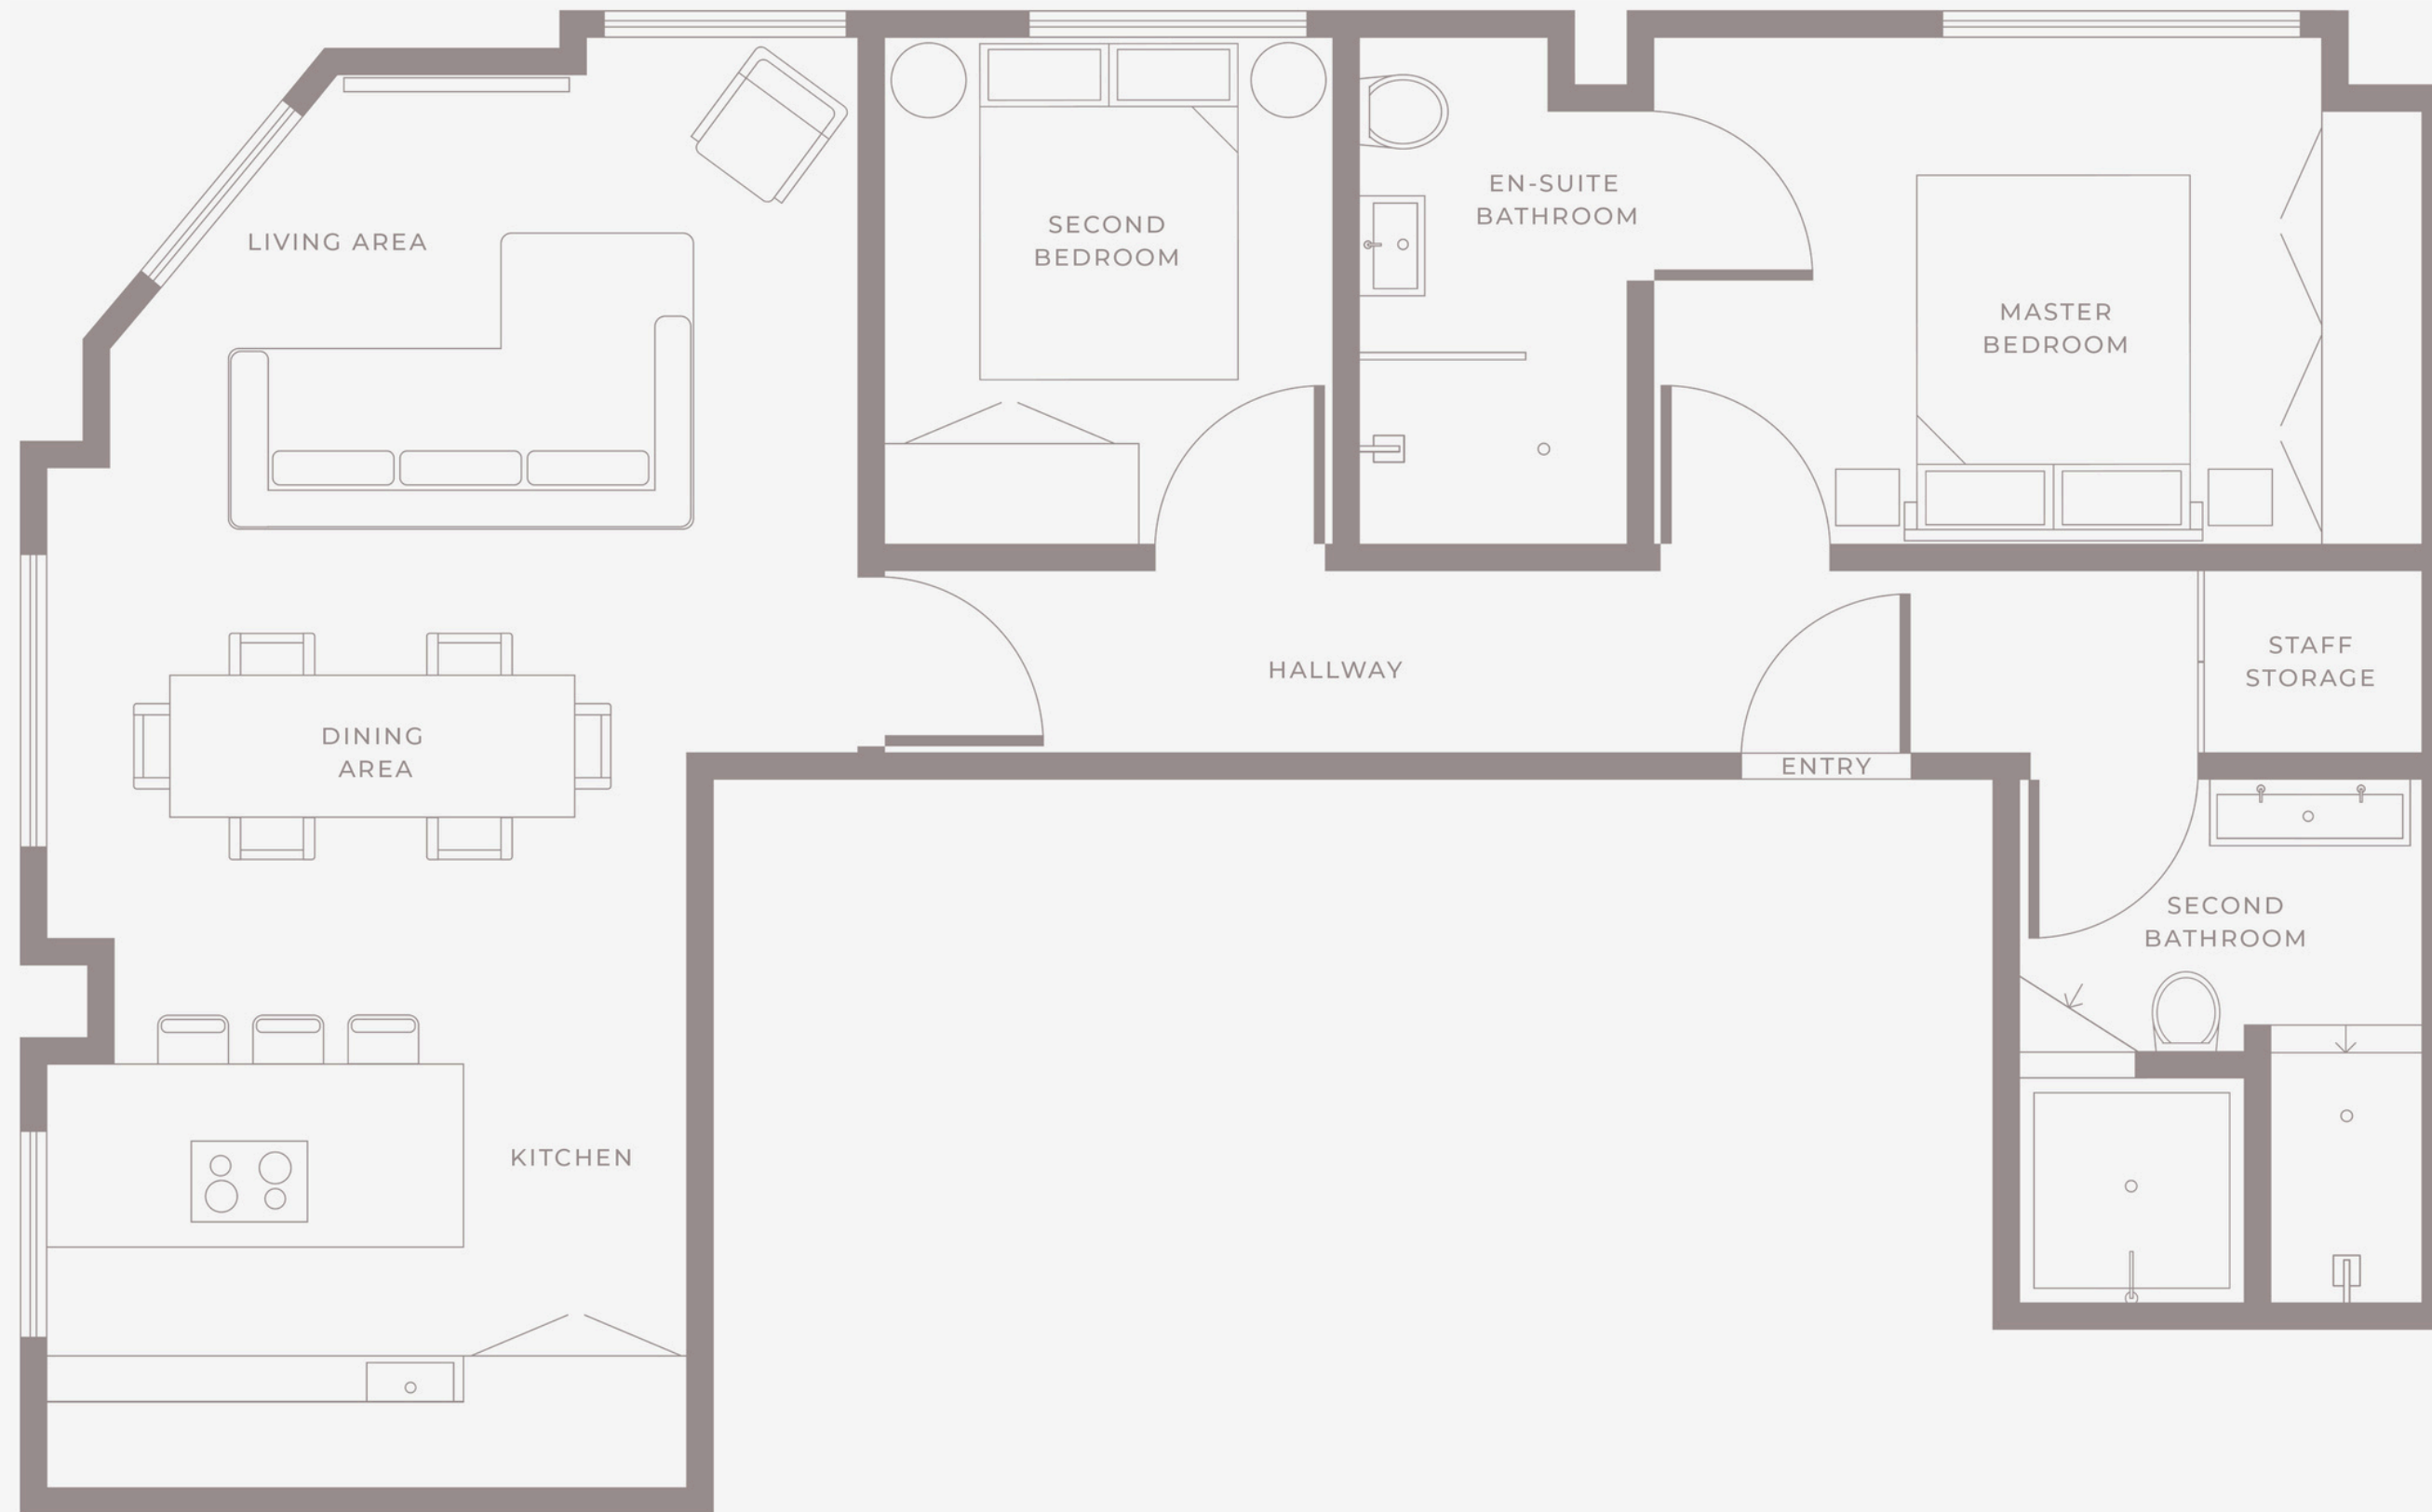 LIVING AREA
SECOND
BEDROOM
EN-SUITE
BATHROOM
MASTER
BEDROOM
HALLWAY
STAFF
STORAGE
DINING
AREA
ENTRY
SECOND
BATHROOM
KITCHEN